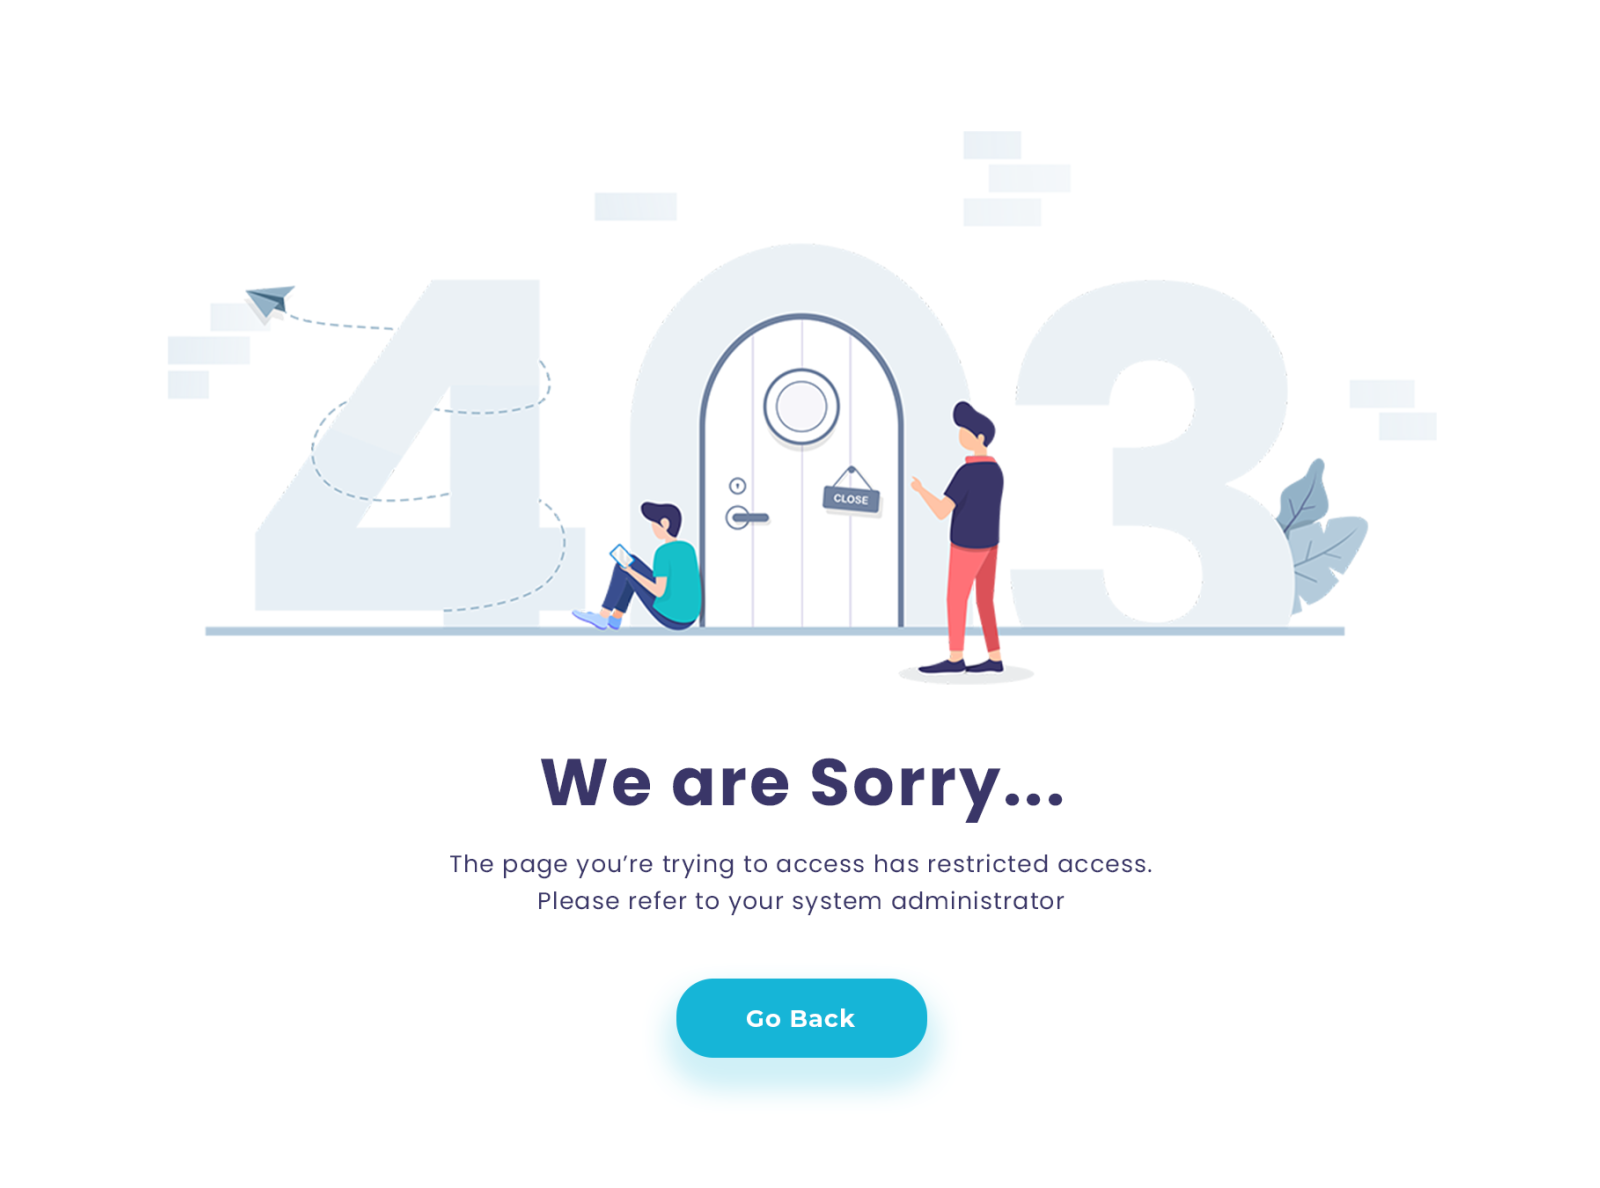 403
CLOSE
We are Sorry...
The page you’re trying to access has restricted access.
Please refer to your system administrator
Go Back